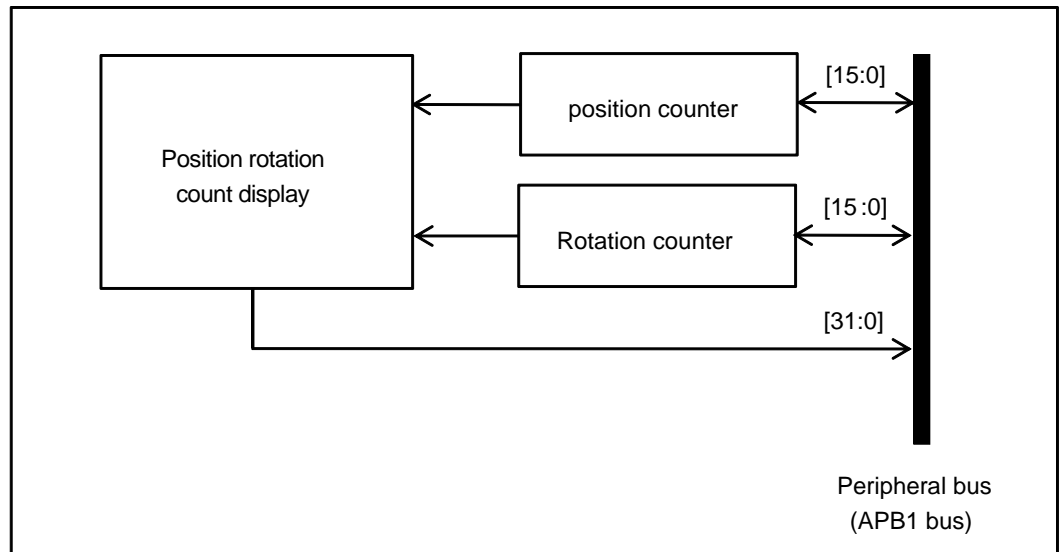 [15:0]
position counter
Position rotation
count display
[15:0]
Rotation counter
[31:0]
Peripheral bus
(APB1 bus)